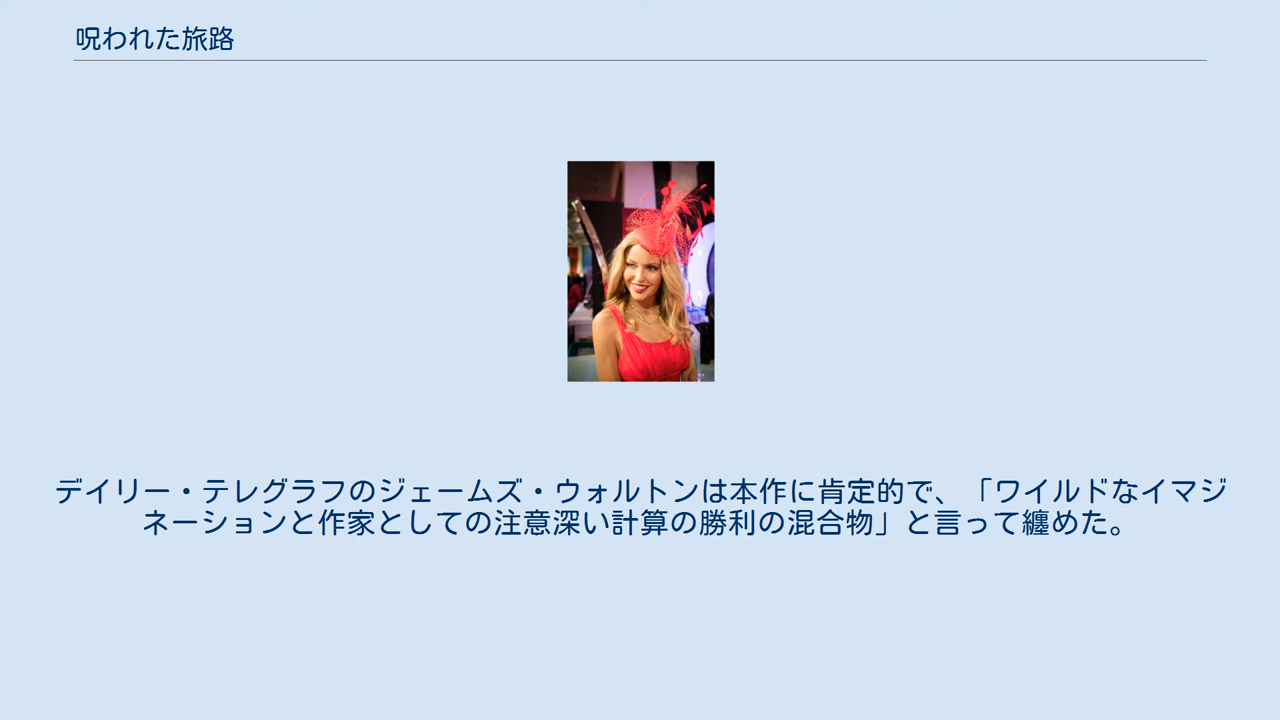 呪われた旅路
デイリー・テレグラフのジェームズ・ウォルトンは本作に肯定的で、「ワイルドなイマジ
ネーションと作家としての注意深い計算の勝利の混合物」と言って纏めた。